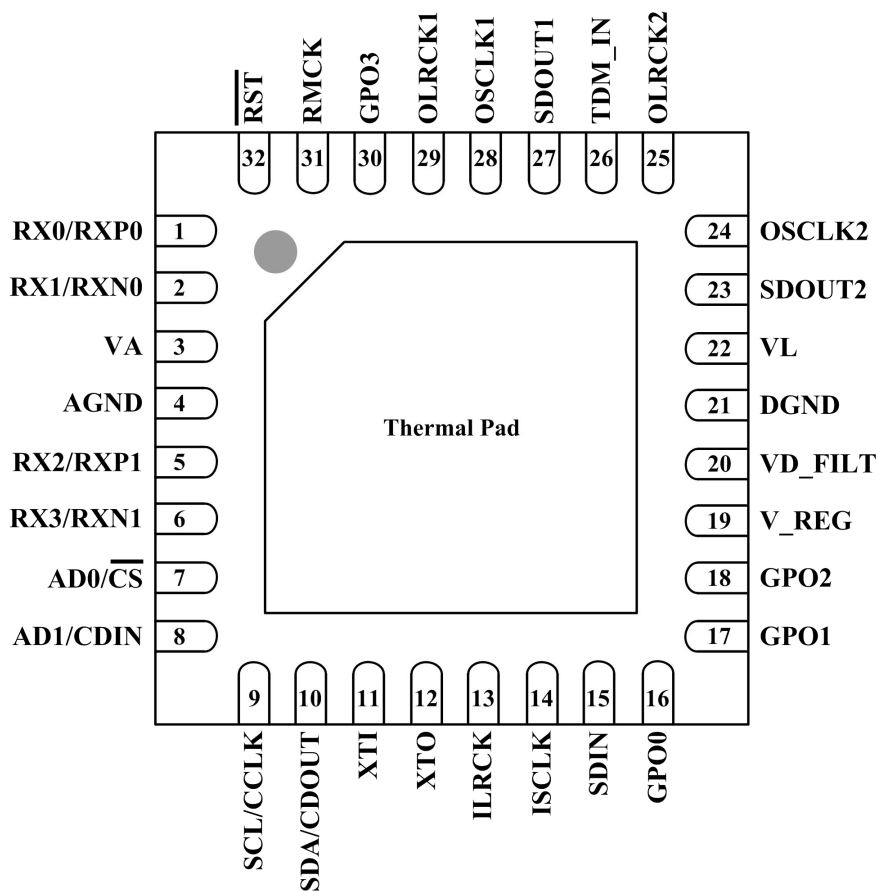 RST
RMCK
GPO3
OLRCK1
OSCLK1
SDOUT1
TDM_IN
OLRCK2
32
31
30
29
28
27
26
25
RX0/RXP0 1
RX1/RXN0 2
VA 3
AGND 4
RX2/RXP1 5
RX3/RXN1 6
AD0/CS 7
AD1/CDIN 8
Thermal Pad
24 OSCLK2
23 SDOUT2
22 VL
21 DGND
20 VD_FILT
19 V_REG
18 GPO2
17 GPO1
9
10
11
12
13
14
15
16
SCL/CCLK
SDA/CDOUT
XTI
XTO
ILRCK
ISCLK
SDIN
GPO0